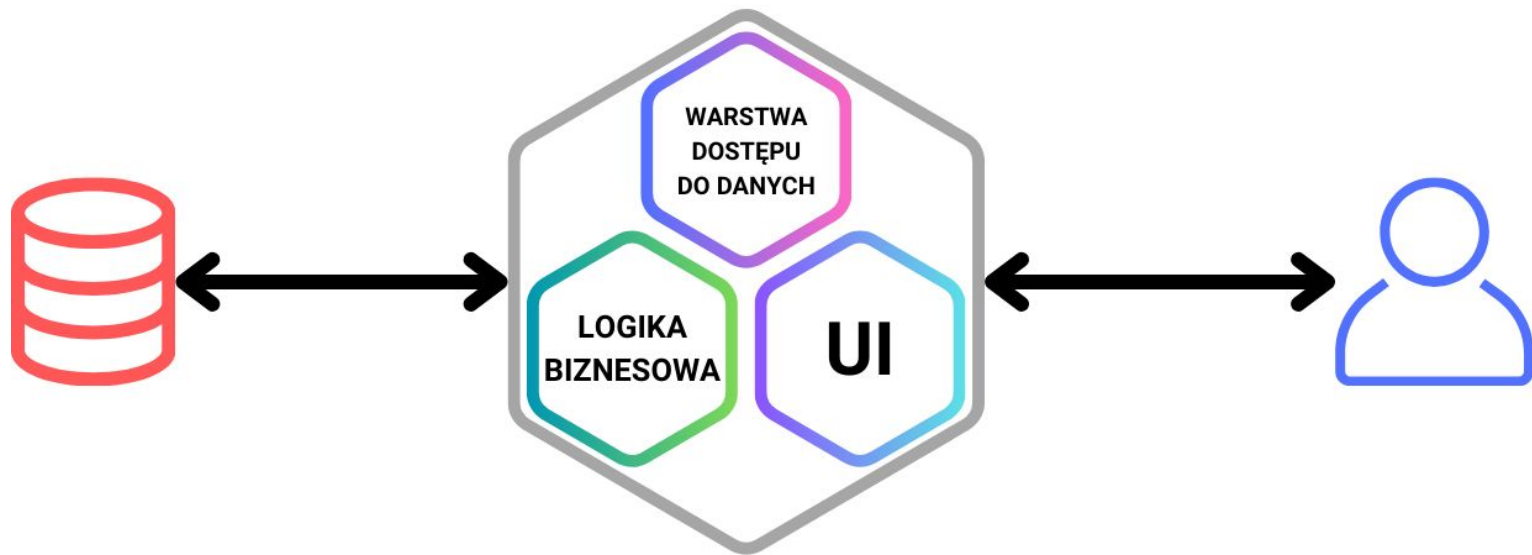 WARSTWA
DOSTĘPU
DO DANYCH
LOGIKA
BIZNESOWA
UI